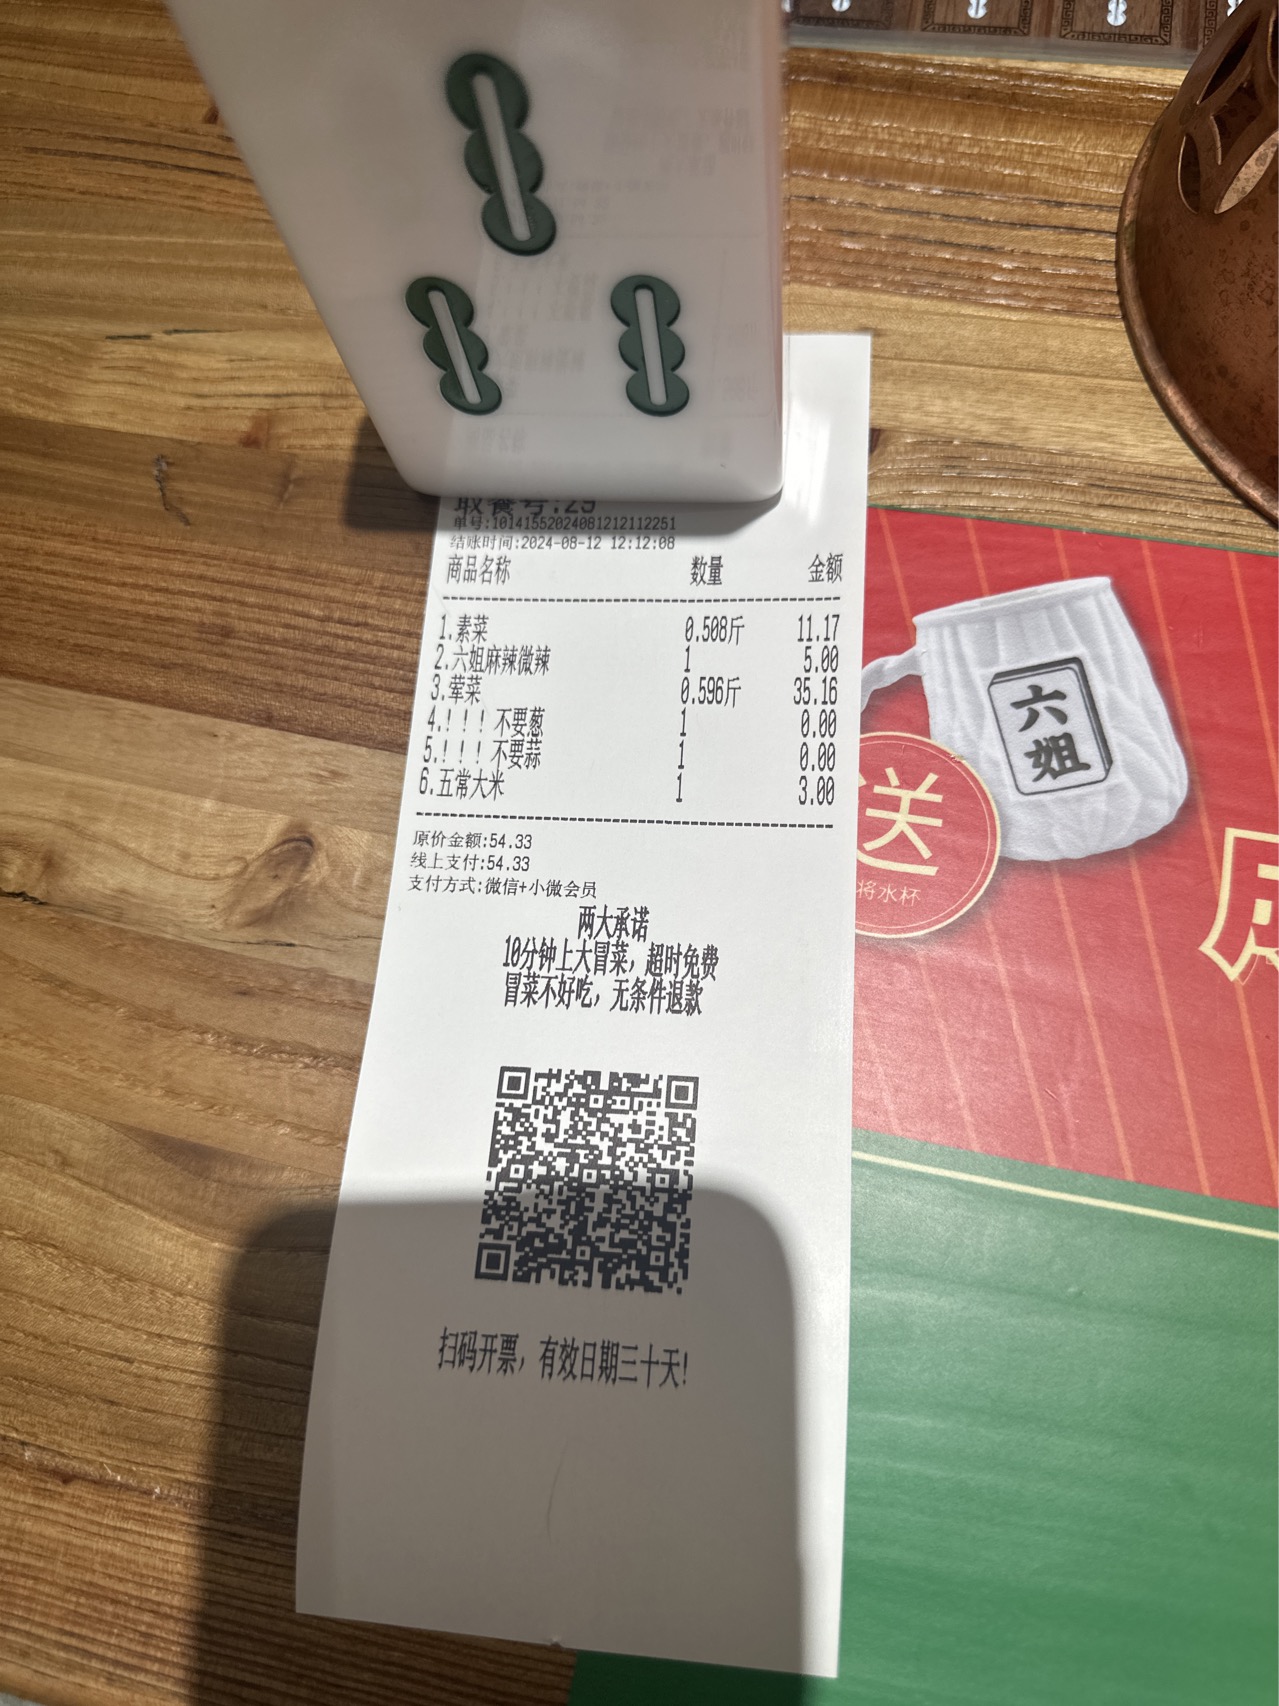 取餐号:29
单号:10141552024081212112251
结账时间:2024-08-12 12:12:08
商品名称 数量 金额
1.素菜 0.508斤 11.17
2.六姐麻辣微辣 1 5.00
3.荤菜 0.596斤 35.16
4.!!!不要葱 1 0.00
5.!!!不要蒜 1 0.00
6.五常大米 1 3.00
原价金额:54.33
线上支付:54.33
支付方式:微信+小微会员
两大承诺
10分钟上大冒菜,超时免费
冒菜不好吃,无条件退款
扫码开票,有效日期三十天!
六姐
送
将水杯